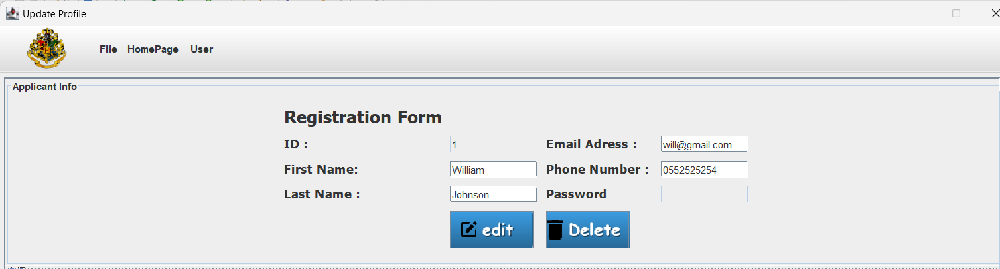 Update Profile
File HomePage User
Applicant Info
Registration Form
ID : 1 Email Adress : will@gmail.com
First Name: William Phone Number : 0552525254
Last Name : Johnson Password
edit Delete